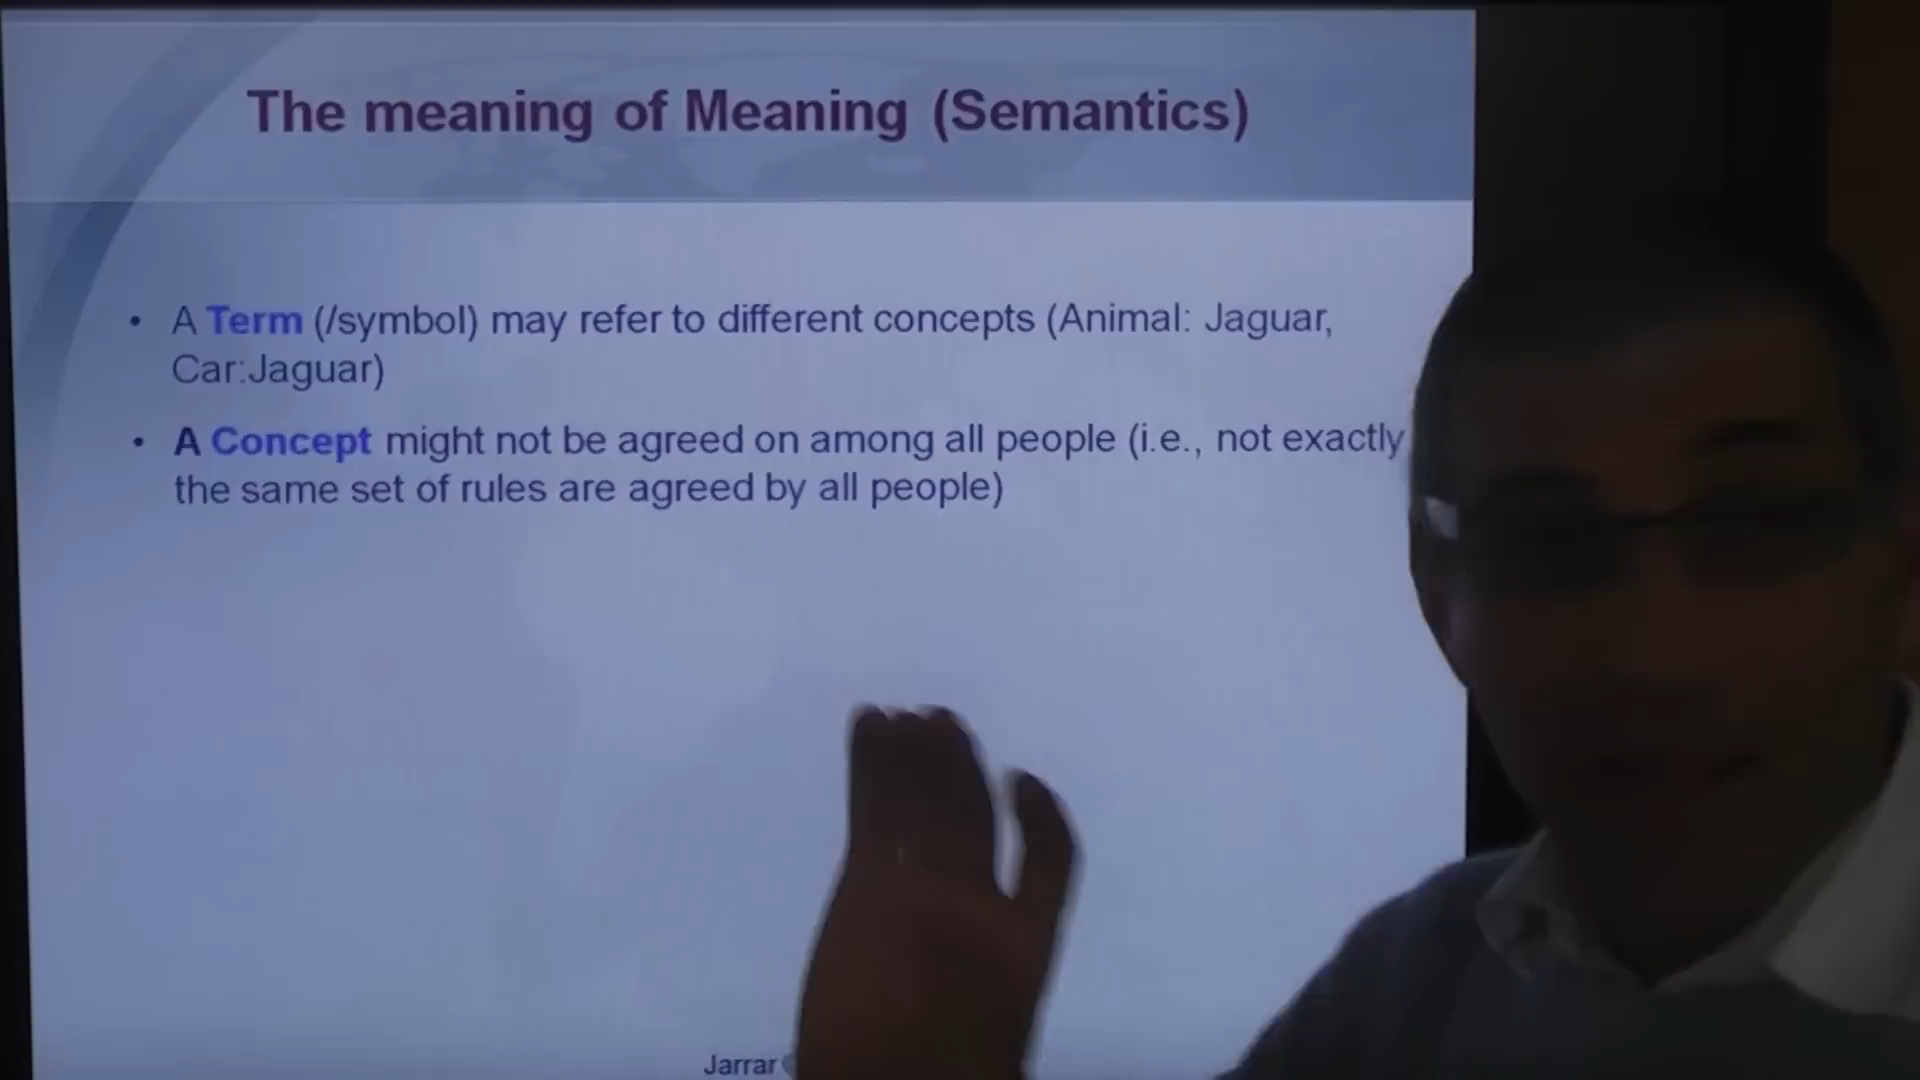 The meaning of Meaning (Semantics)
• A Term (/symbol) may refer to different concepts (Animal: Jaguar,
Car:Jaguar)
• A Concept might not be agreed on among all people (i.e., not exactly
the same set of rules are agreed by all people)
Jarrar